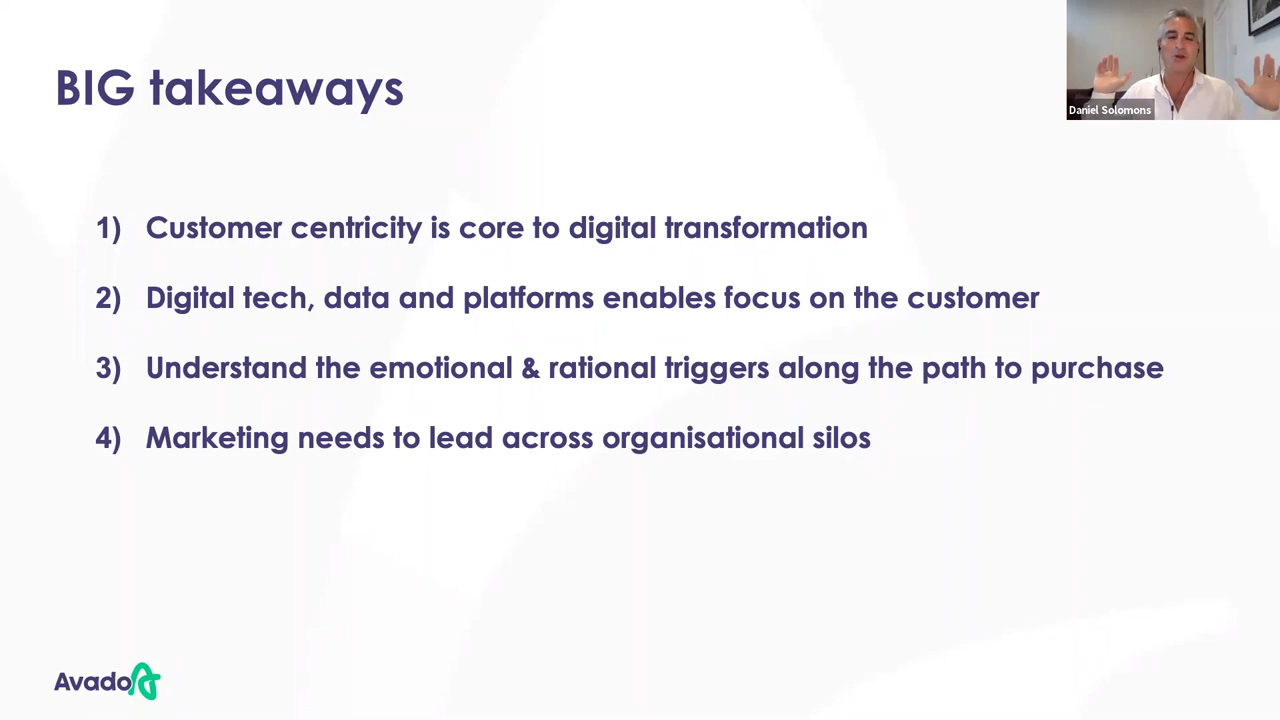 BIG takeaways
Daniel Solomons
1) Customer centricity is core to digital transformation
2) Digital tech, data and platforms enables focus on the customer
3) Understand the emotional & rational triggers along the path to purchase
4) Marketing needs to lead across organisational silos
Avado